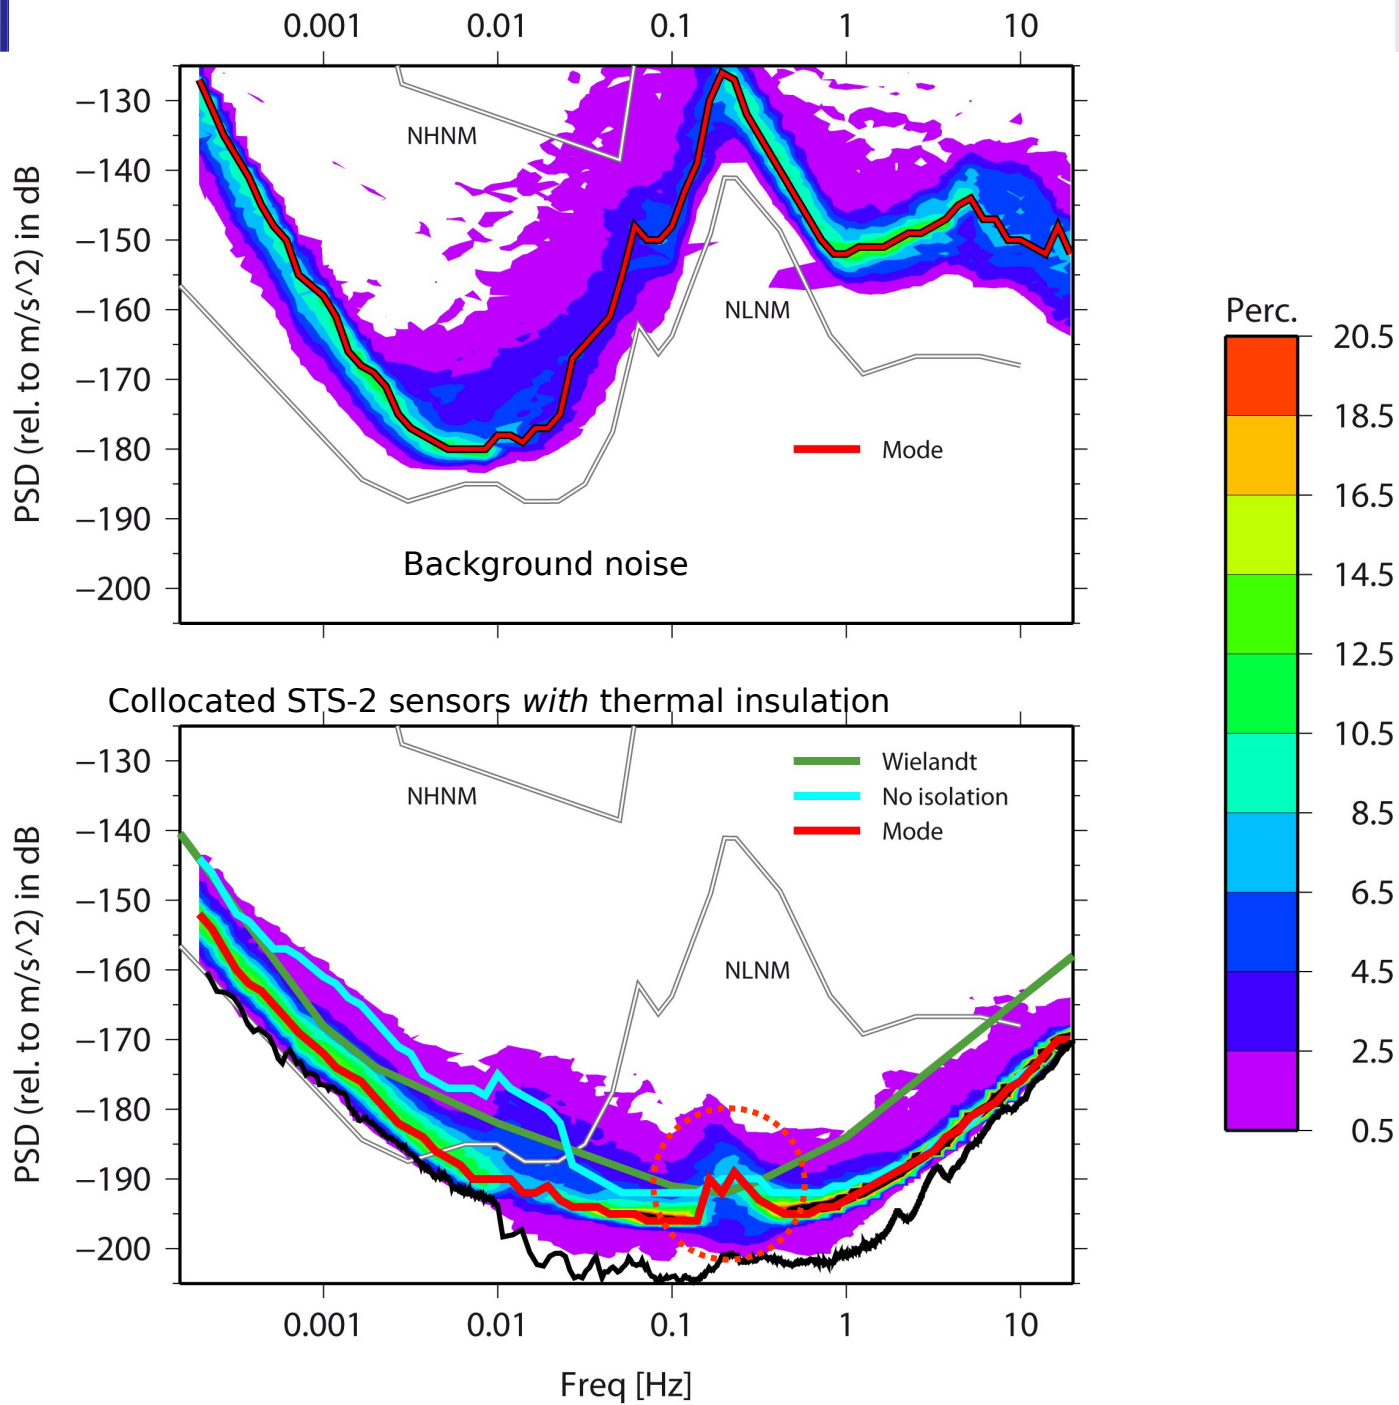 0.001 0.01 0.1 1 10
−130
−140
−150
−160
−170
−180
−190
−200
PSD (rel. to m/s^2) in dB
NHNM
NLNM
Mode
Background noise
Perc.
20.5
18.5
16.5
14.5
12.5
10.5
8.5
6.5
4.5
2.5
0.5
Collocated STS-2 sensors with thermal insulation
−130
−140
−150
−160
−170
−180
−190
−200
PSD (rel. to m/s^2) in dB
NHNM
Wielandt
No isolation
Mode
NLNM
0.001 0.01 0.1 1 10
Freq [Hz]